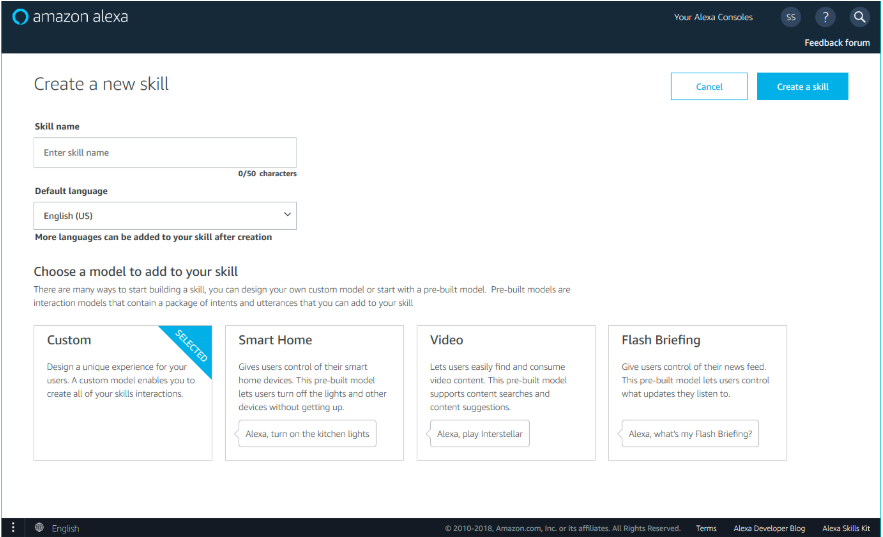 amazon alexa
Your Alexa Consoles
SS
?
Feedback forum
Create a new skill
Cancel
Create a skill
Skill name
Enter skill name
0/50 characters
Default language
English (US)
More languages can be added to your skill after creation
Choose a model to add to your skill
There are many ways to start building a skill, you can design your own custom model or start with a pre-built model. Pre-built models are
interaction models that contain a package of intents and utterances that you can add to your skill
Custom
SELECTED
Design a unique experience for your
users. A custom model enables you to
create all of your skills interactions.
Smart Home
Gives users control of their smart
home devices. This pre-built model
lets users turn off the lights and other
devices without getting up.
Alexa, turn on the kitchen lights
Video
Lets users easily find and consume
video content. This pre-built model
supports content searches and
content suggestions.
Alexa, play Interstellar
Flash Briefing
Give users control of their news feed.
This pre-built model lets users control
what updates they listen to.
Alexa, what's my Flash Briefing?
English
© 2010-2018, Amazon.com, Inc. or its affiliates. All Rights Reserved.
Terms
Alexa Developer Blog
Alexa Skills Kit